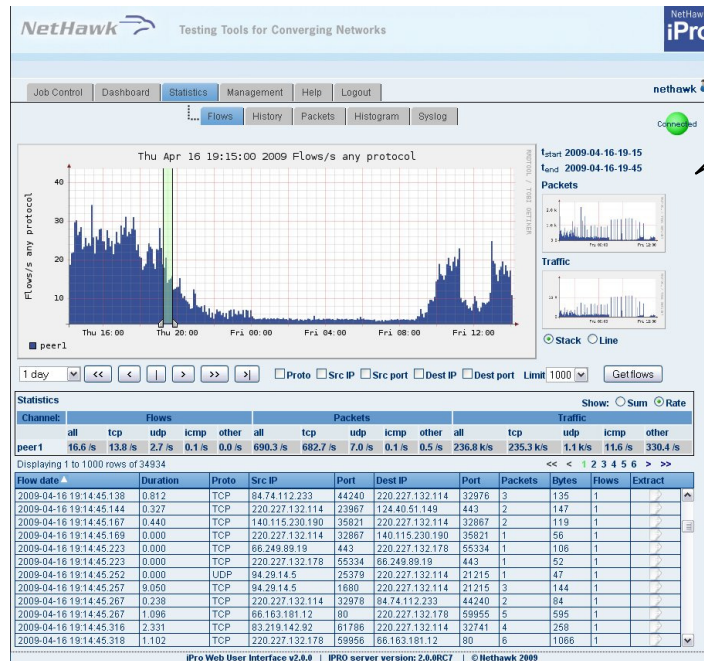 NetHawk
Testing Tools for Converging Networks
NetHaw
iPro
Job Control Dashboard Statistics Management Help Logout
nethawk
Flows History Packets Histogram Syslog
Connected
Thu Apr 16 19:15:00 2009 Flows/s any protocol
RRDTOOL / TOBI OETIKER
Flows/s any protocol
40
30
20
10
Thu 16:00 Thu 20:00 Fri 00:00 Fri 04:00 Fri 08:00 Fri 12:00
peer1
tstart 2009-04-16-19-15
tend 2009-04-16-19-45
Packets
Fri 00:00 Fri 12:00
Traffic
Fri 00:00 Fri 12:00
Stack Line
1 day << < | > >> >| Proto Src IP Src port Dest IP Dest port Limit 1000 Get flows
Statistics Show: Sum Rate
Channel: Flows Packets Traffic
all tcp udp icmp other all tcp udp icmp other all tcp udp icmp other
peer1 16.6 /s 13.8 /s 2.7 /s 0.1 /s 0.0 /s 690.3 /s 682.7 /s 7.0 /s 0.1 /s 0.5 /s 236.8 k/s 235.3 k/s 1.1 k/s 11.6 /s 330.4 /s
Displaying 1 to 1000 rows of 34934 << < 1 2 3 4 5 6 > >>
Flow date Duration Proto Src IP Port Dest IP Port Packets Bytes Flows Extract
2009-04-16 19:14:45.138 0.812 TCP 84.74.112.233 44240 220.227.132.114 32976 3 135 1
2009-04-16 19:14:45.144 0.327 TCP 220.227.132.114 23967 124.40.51.149 443 2 147 1
2009-04-16 19:14:45.167 0.440 TCP 140.115.230.190 35821 220.227.132.114 32867 2 119 1
2009-04-16 19:14:45.169 0.000 TCP 220.227.132.114 32867 140.115.230.190 35821 1 56 1
2009-04-16 19:14:45.223 0.000 TCP 66.249.89.19 443 220.227.132.178 55334 1 106 1
2009-04-16 19:14:45.223 0.000 TCP 220.227.132.178 55334 66.249.89.19 443 1 52 1
2009-04-16 19:14:45.252 0.000 UDP 94.29.14.5 25379 220.227.132.114 21215 1 47 1
2009-04-16 19:14:45.257 9.050 TCP 94.29.14.5 1680 220.227.132.114 21215 3 144 1
2009-04-16 19:14:45.267 0.238 TCP 220.227.132.114 32978 84.74.112.233 44240 2 84 1
2009-04-16 19:14:45.267 1.096 TCP 66.163.181.12 80 220.227.132.178 59955 5 595 1
2009-04-16 19:14:45.316 2.331 TCP 83.219.142.92 61786 220.227.132.114 32741 4 258 1
2009-04-16 19:14:45.318 1.102 TCP 220.227.132.178 59956 66.163.181.12 80 6 1066 1
iPro Web User Interface v2.0.0 | IPRO server version: 2.0.0RC7 | © Nethawk 2009